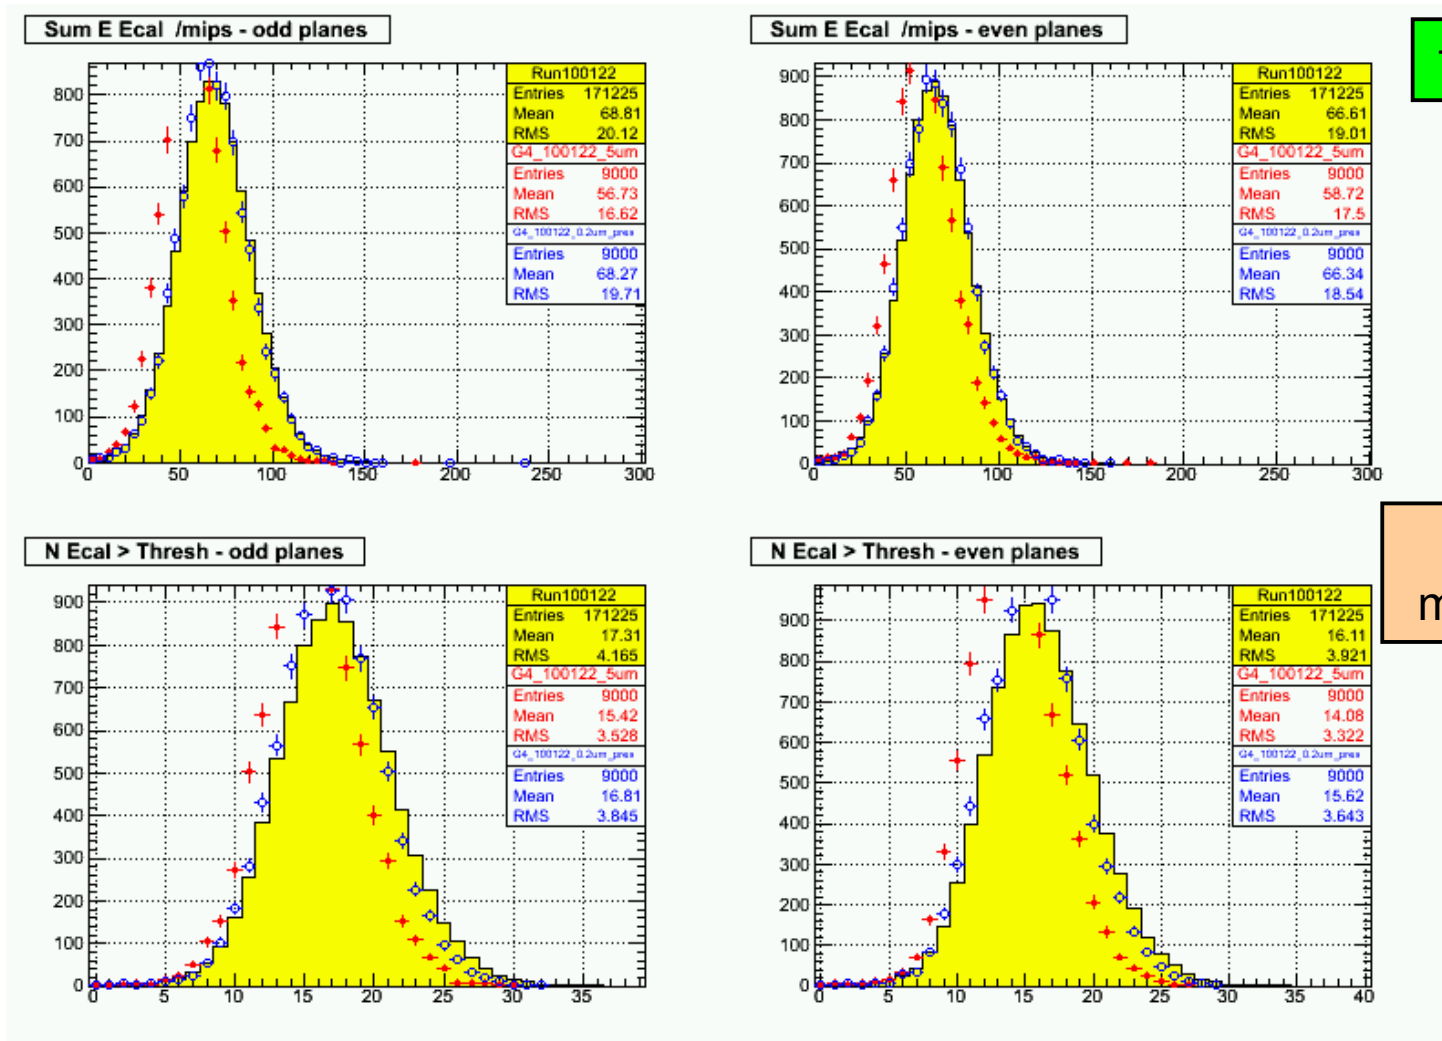 Sum E Ecal /mips - odd planes
800
700
600
500
400
300
200
100
0
0 50 100 150 200 250 300
Run100122
Entries 171225
Mean 68.81
RMS 20.12
G4_100122_5um
Entries 9000
Mean 56.73
RMS 16.62
G4_100122_0.2um_pres
Entries 9000
Mean 68.27
RMS 19.71
Sum E Ecal /mips - even planes
900
800
700
600
500
400
300
200
100
0
0 50 100 150 200 250 300
Run100122
Entries 171225
Mean 66.61
RMS 19.01
G4_100122_5um
Entries 9000
Mean 58.72
RMS 17.5
G4_100122_0.2um_pres
Entries 9000
Mean 66.34
RMS 18.54
N Ecal > Thresh - odd planes
900
800
700
600
500
400
300
200
100
0
0 5 10 15 20 25 30 35
Run100122
Entries 171225
Mean 17.31
RMS 4.165
G4_100122_5um
Entries 9000
Mean 15.42
RMS 3.528
G4_100122_0.2um_pres
Entries 9000
Mean 16.81
RMS 3.845
N Ecal > Thresh - even planes
900
800
700
600
500
400
300
200
100
0
0 5 10 15 20 25 30 35 40
Run100122
Entries 171225
Mean 16.11
RMS 3.921
G4_100122_5um
Entries 9000
Mean 14.08
RMS 3.322
G4_100122_0.2um_pres
Entries 9000
Mean 15.62
RMS 3.643